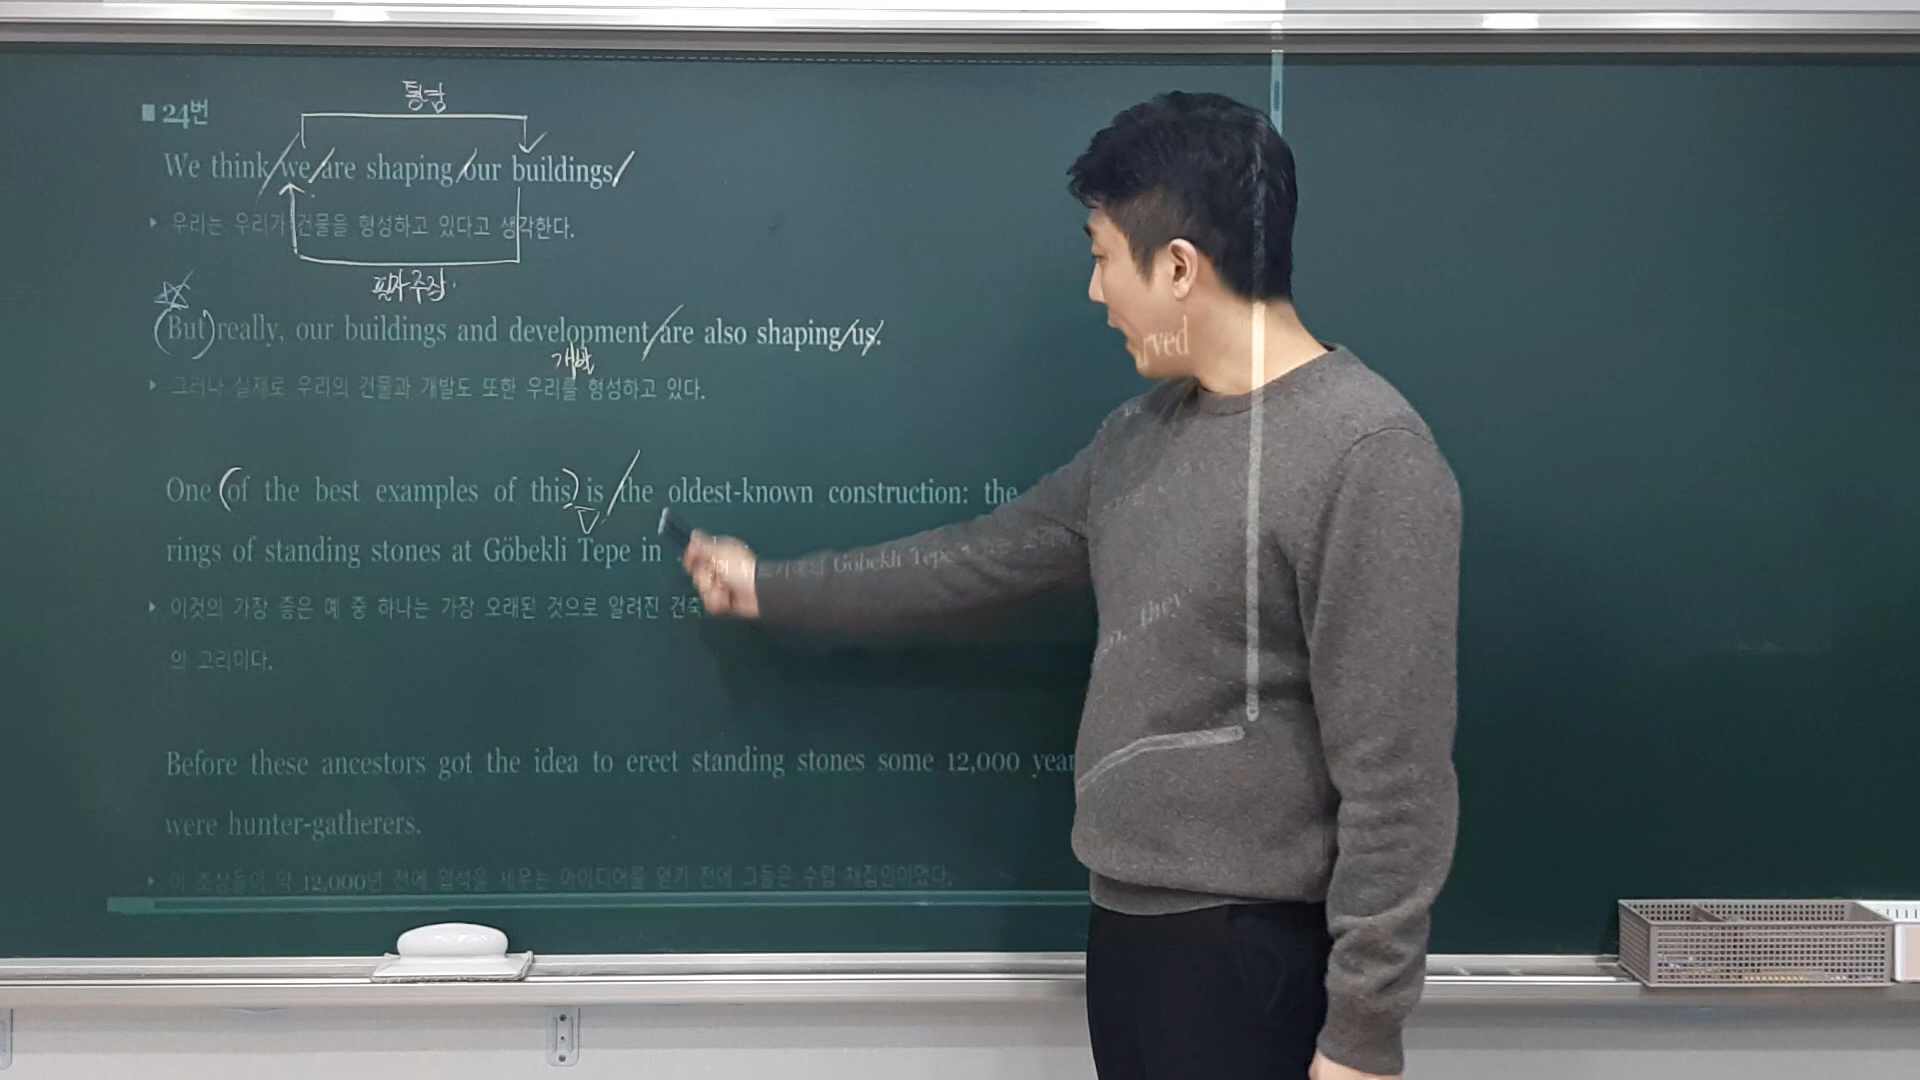 통념
■ 24번
We think we are shaping our buildings.
▸ 우리는 우리가 건물을 형성하고 있다고 생각한다.
필자 주장.
(But) really, our buildings and development are also shaping us.
개발
▸ 그러나 실제로 우리의 건물과 개발도 또한 우리를 형성하고 있다.
One (of the best examples of this) is the oldest-known construction: the
rved
rings of standing stones at Göbekli Tepe in
Göbekli Tepe
▸ 이것의 가장 좋은 예 중 하나는 가장 오래된 것으로 알려진 건축
they
의 고리이다.
Before these ancestors got the idea to erect standing stones some 12,000 year
were hunter-gatherers.
▸ 이 조상들이 약 12,000년 전에 입석을 세우는 아이디어를 얻기 전에 그들은 수렵 채집인이었다.